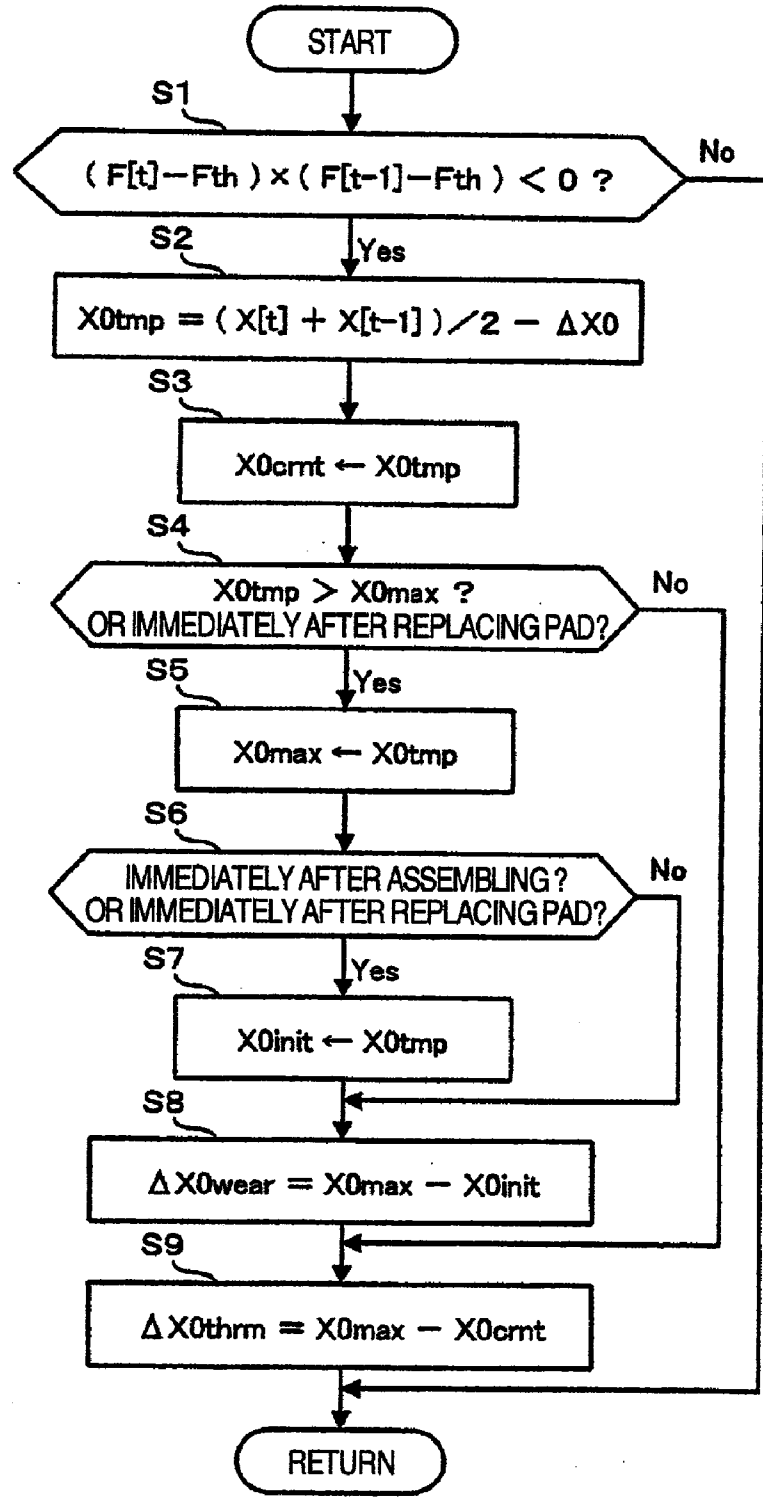 START
S1
( F[t]－Fth ) × ( F[t-1]－Fth ) < 0 ?
No
Yes
S2
X0tmp = ( X[t] + X[t-1] )/2 － ΔX0
S3
X0crnt ← X0tmp
S4
X0tmp > X0max ?
OR IMMEDIATELY AFTER REPLACING PAD?
No
Yes
S5
X0max ← X0tmp
S6
IMMEDIATELY AFTER ASSEMBLING?
OR IMMEDIATELY AFTER REPLACING PAD?
No
Yes
S7
X0init ← X0tmp
S8
ΔX0wear = X0max － X0init
S9
ΔX0thrm = X0max － X0crnt
RETURN